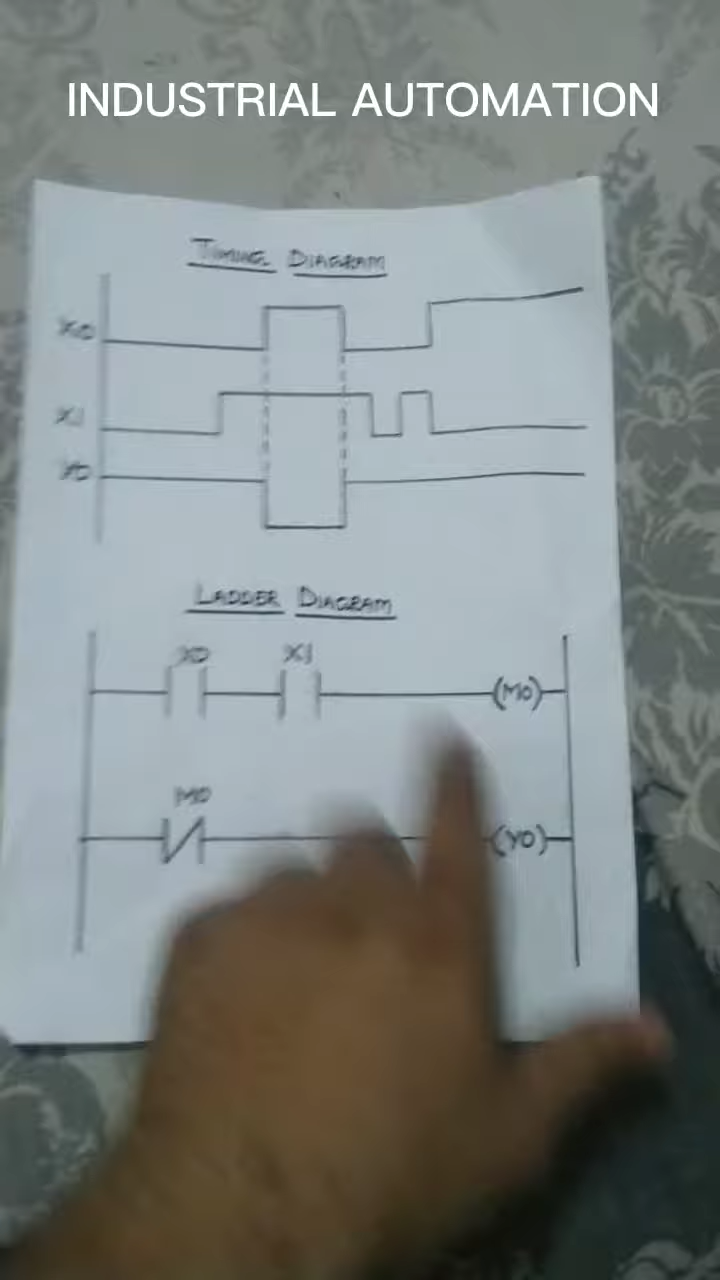 INDUSTRIAL AUTOMATION
TIMING DIAGRAM
X0
X1
Y0
LADDER DIAGRAM
X0 X1
(M0)
M0
(Y0)